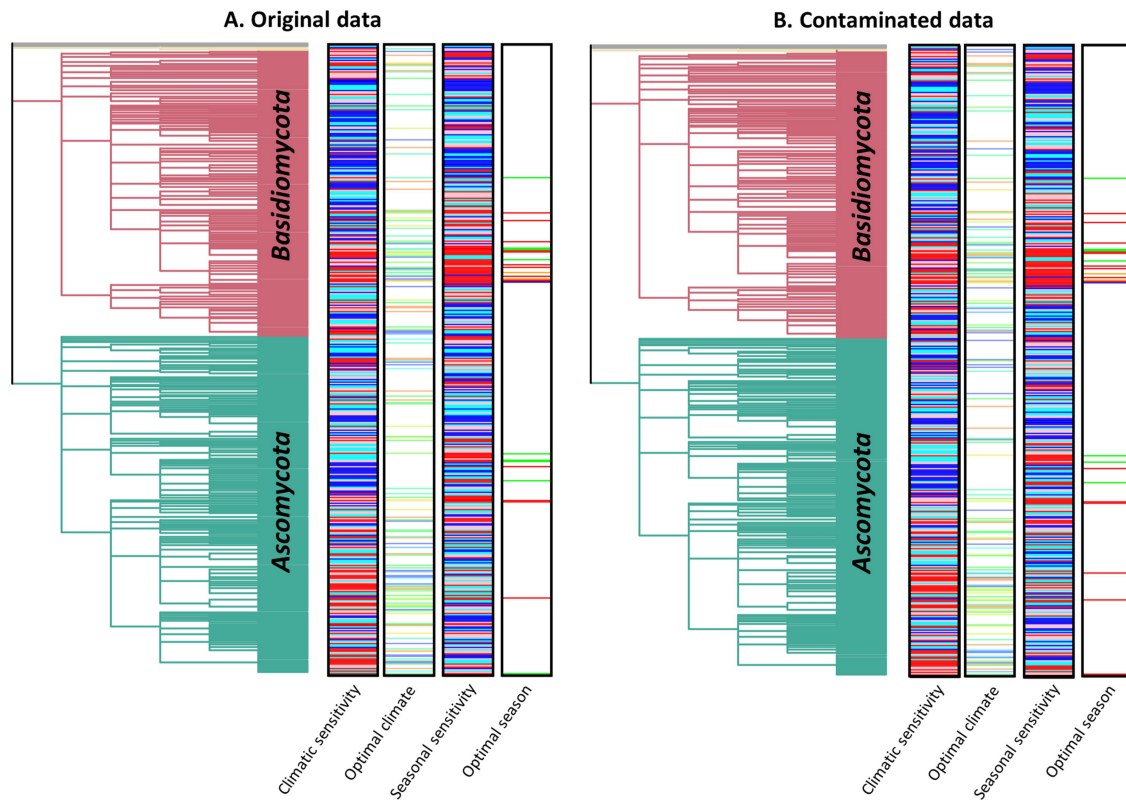 A. Original data
B. Contaminated data
Basidiomycota
Ascomycota
Basidiomycota
Ascomycota
Climatic sensitivity
Optimal climate
Seasonal sensitivity
Optimal season
Climatic sensitivity
Optimal climate
Seasonal sensitivity
Optimal season